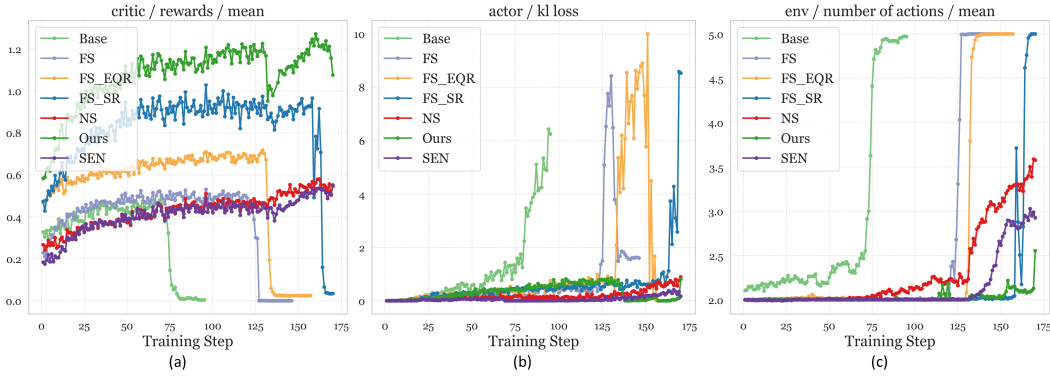 critic / rewards / mean
1.2
1.0
0.8
0.6
0.4
0.2
0.0
Base
FS
FS_EQR
FS_SR
NS
Ours
SEN
0
25
50
75
100
125
150
175
Training Step
(a)
actor / kl loss
10
8
6
4
2
0
Base
FS
FS_EQR
FS_SR
NS
Ours
SEN
0
25
50
75
100
125
150
175
Training Step
(b)
env / number of actions / mean
5.0
4.5
4.0
3.5
3.0
2.5
2.0
Base
FS
FS_EQR
FS_SR
NS
Ours
SEN
0
25
50
75
100
125
150
175
Training Step
(c)